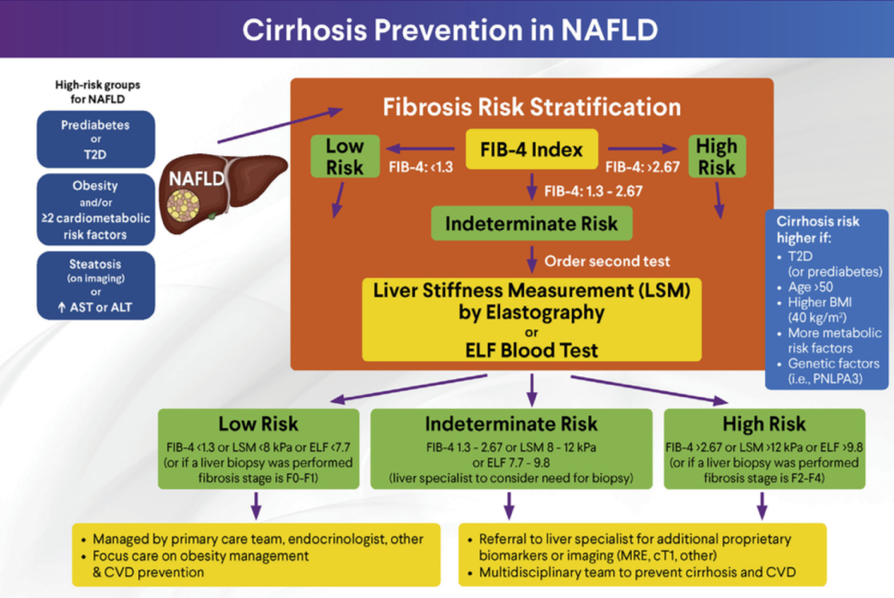 Cirrhosis Prevention in NAFLD
High-risk groups
for NAFLD
Prediabetes
or
T2D
Obesity
and/or
≥2 cardiometabolic
risk factors
Steatosis
(on imaging)
or
↑ AST or ALT
NAFLD
Fibrosis Risk Stratification
Low
Risk
FIB-4: <1.3
FIB-4 Index
FIB-4: >2.67
High
Risk
FIB-4: 1.3 - 2.67
Indeterminate Risk
Order second test
Liver Stiffness Measurement (LSM)
by Elastography
or
ELF Blood Test
Cirrhosis risk
higher if:
• T2D
(or prediabetes)
• Age >50
• Higher BMI
(40 kg/m²)
• More metabolic
risk factors
• Genetic factors
(i.e., PNLPA3)
Low Risk
FIB-4 <1.3 or LSM <8 kPa or ELF <7.7
(or if a liver biopsy was performed
fibrosis stage is F0-F1)
Indeterminate Risk
FIB-4 1.3 - 2.67 or LSM 8 - 12 kPa
or ELF 7.7 - 9.8
(liver specialist to consider need for biopsy)
High Risk
FIB-4 >2.67 or LSM >12 kPa or ELF >9.8
(or if a liver biopsy was performed
fibrosis stage is F2-F4)
• Managed by primary care team, endocrinologist, other
• Focus care on obesity management
& CVD prevention
• Referral to liver specialist for additional proprietary
biomarkers or imaging (MRE, cT1, other)
• Multidisciplinary team to prevent cirrhosis and CVD